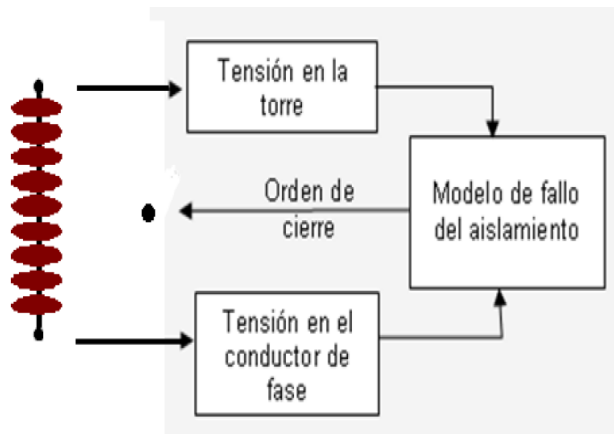 Tensión en la
torre
Orden de
cierre
Modelo de fallo
del aislamiento
Tensión en el
conductor de
fase